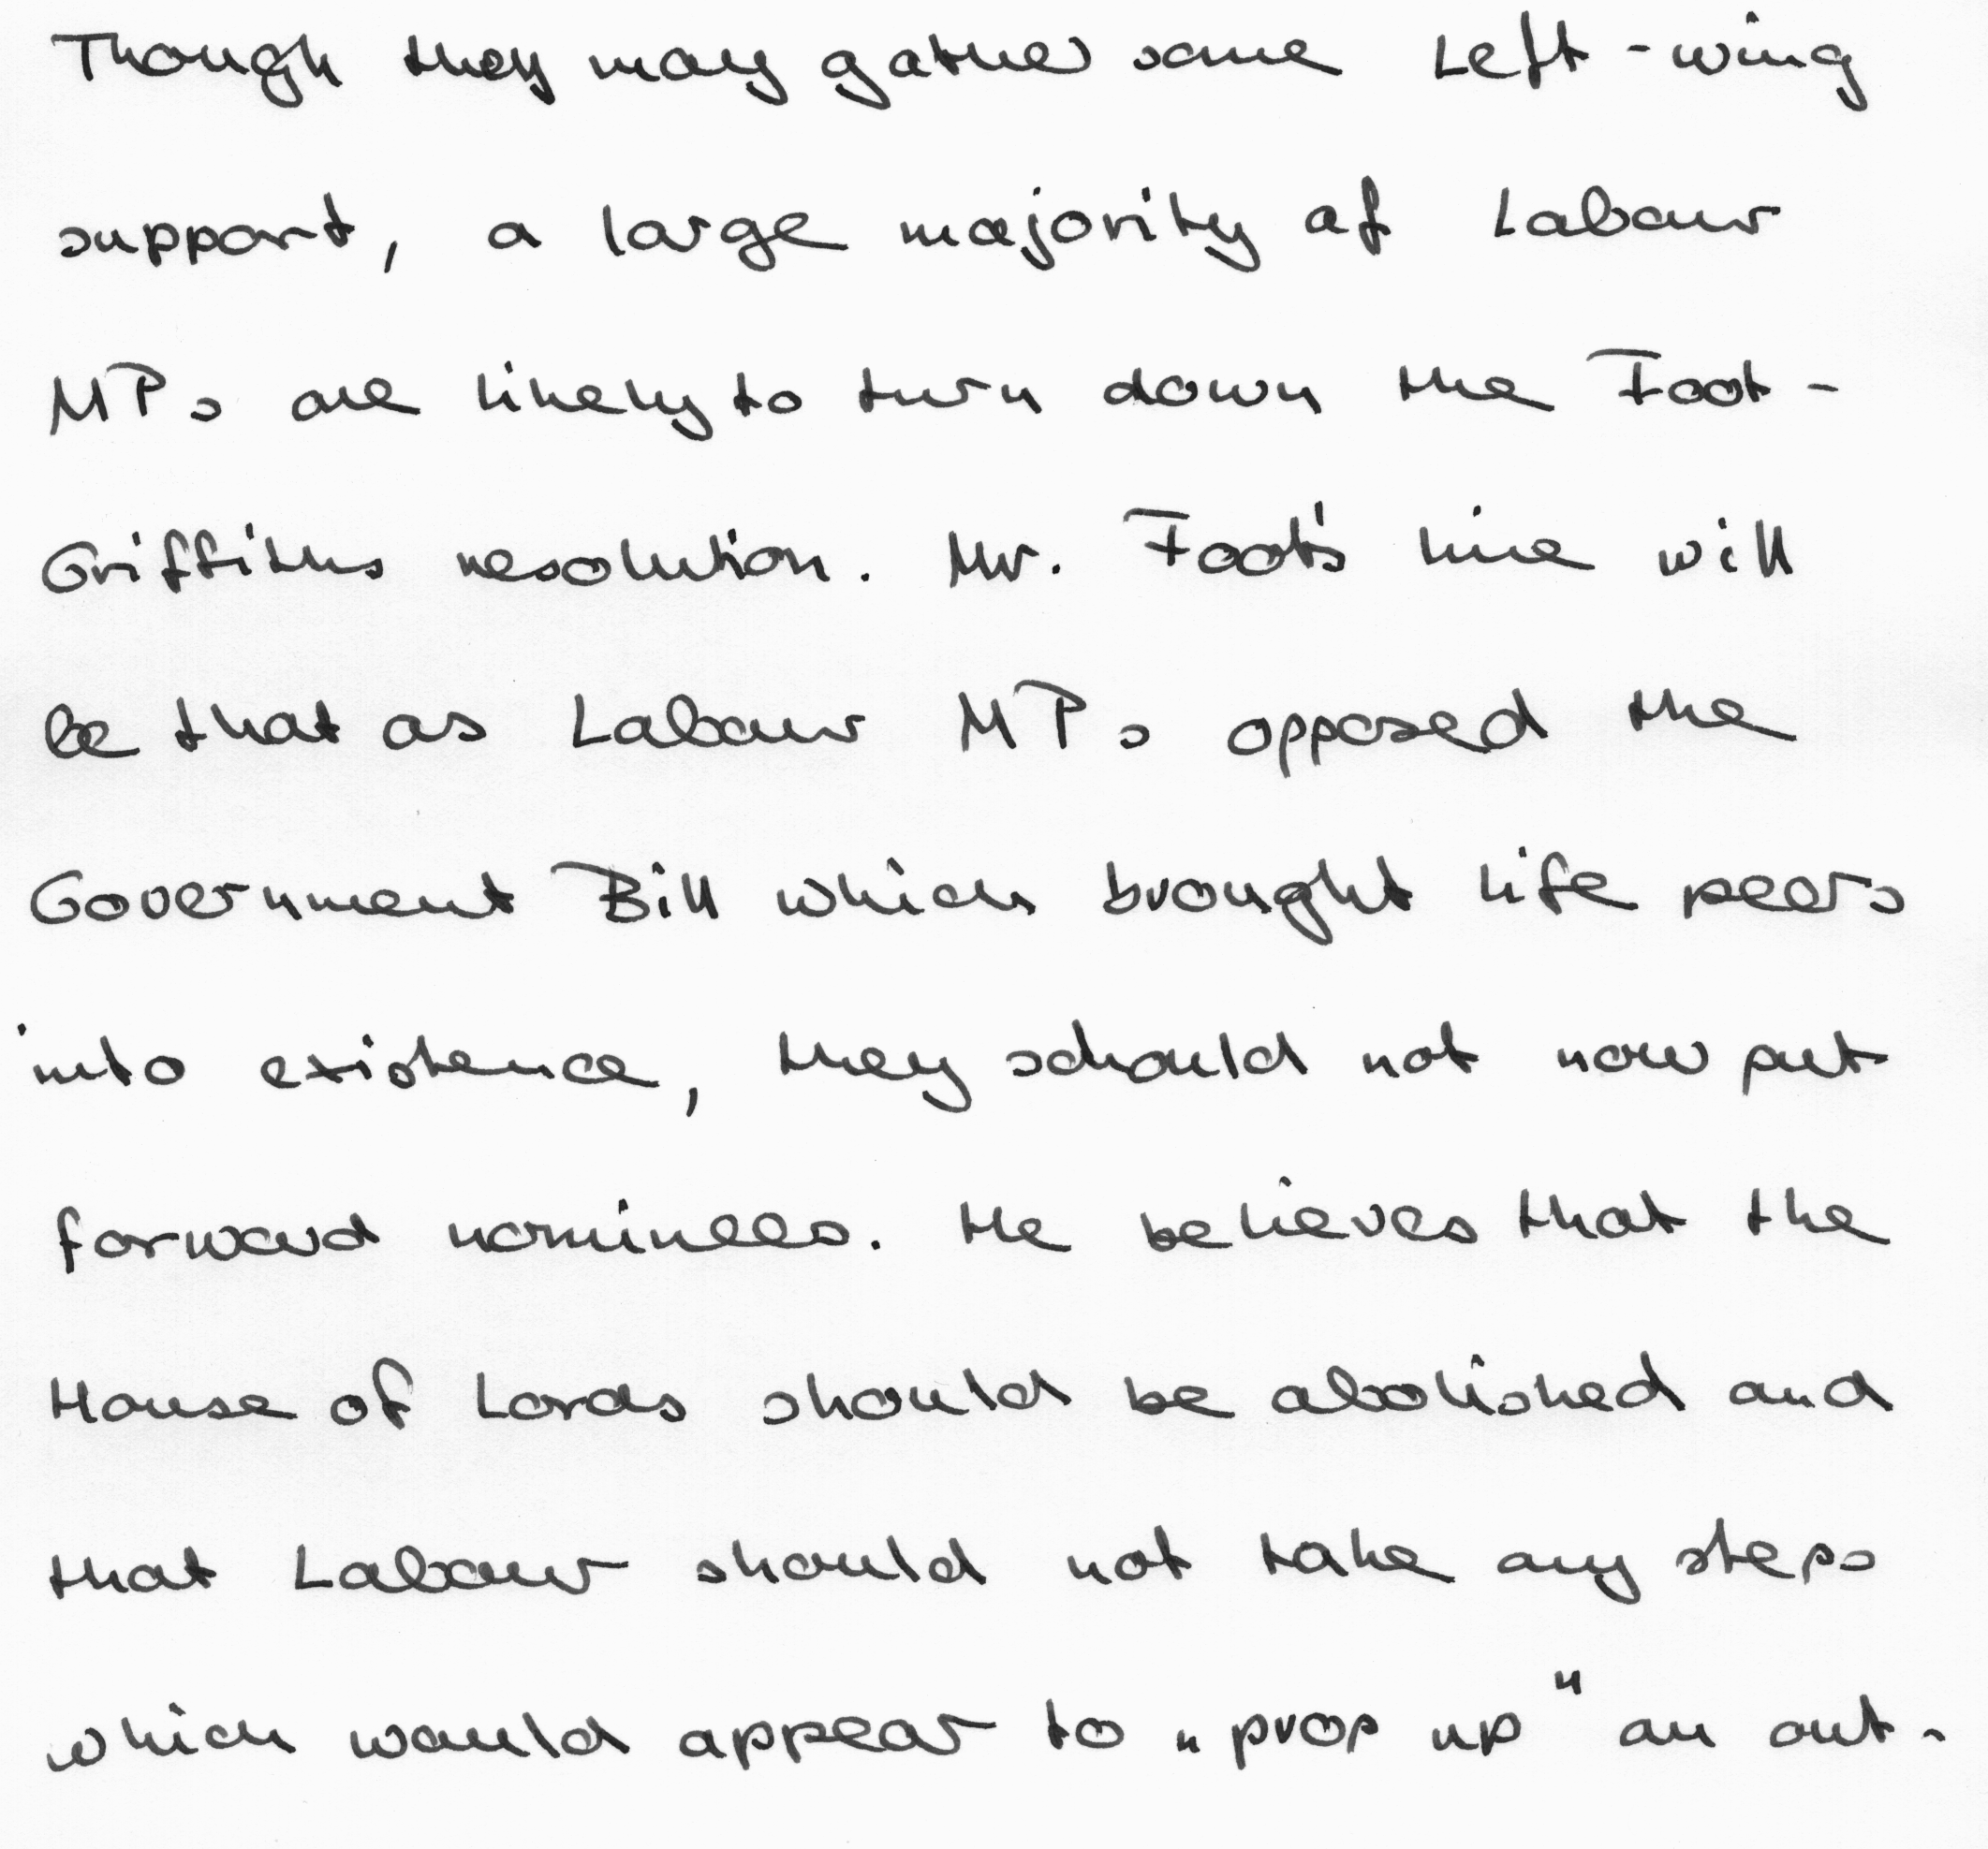 Though they may gather some Left-wing
support, a large majority of Labour
MPs are likely to turn down the Foot-
Griffiths resolution. Mr. Foot's line will
be that as Labour MPs opposed the
Government Bill which brought life peers
into existence, they schould not now put
forward nominees. He believes that the
House of Lords should be abolished and
that Labour should not take any steps
which would appear to „prop up" an out-